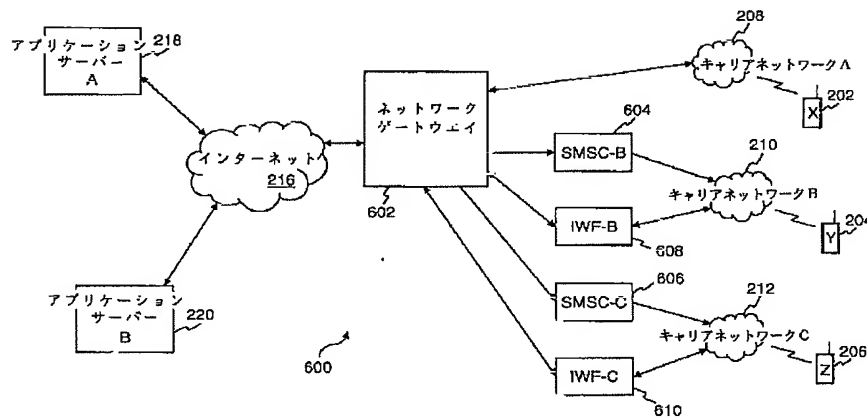 アプリケーション
サーバー
A
218
インターネット
216
アプリケーション
サーバー
B
220
ネットワーク
ゲートウェイ
602
600
604
SMSC-B
IWF-B
608
606
SMSC-C
IWF-C
610
208
キャリアネットワークA
X
202
210
キャリアネットワークB
Y
204
212
キャリアネットワークC
Z
206